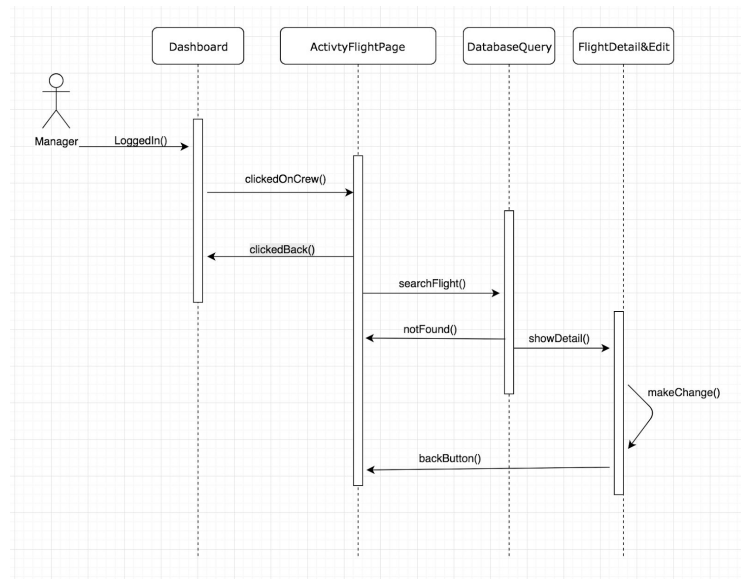 Dashboard
ActivtyFlightPage
DatabaseQuery
FlightDetail&Edit
Manager
LoggedIn()
clickedOnCrew()
clickedBack()
searchFlight()
notFound()
showDetail()
makeChange()
backButton()